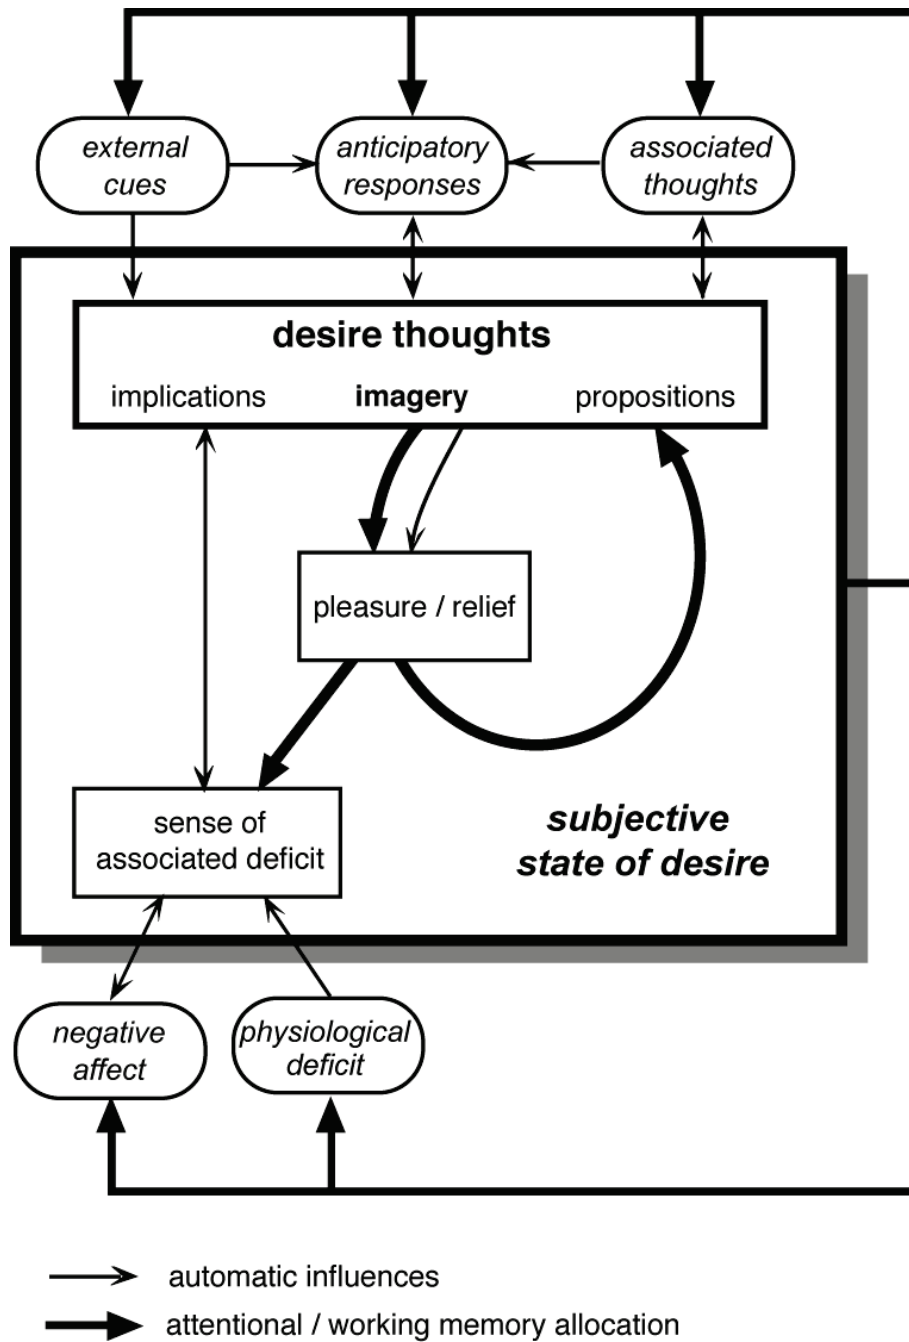 external
cues
anticipatory
responses
associated
thoughts
desire thoughts
implications
imagery
propositions
pleasure / relief
sense of
associated deficit
subjective
state of desire
negative
affect
physiological
deficit
automatic influences
attentional / working memory allocation